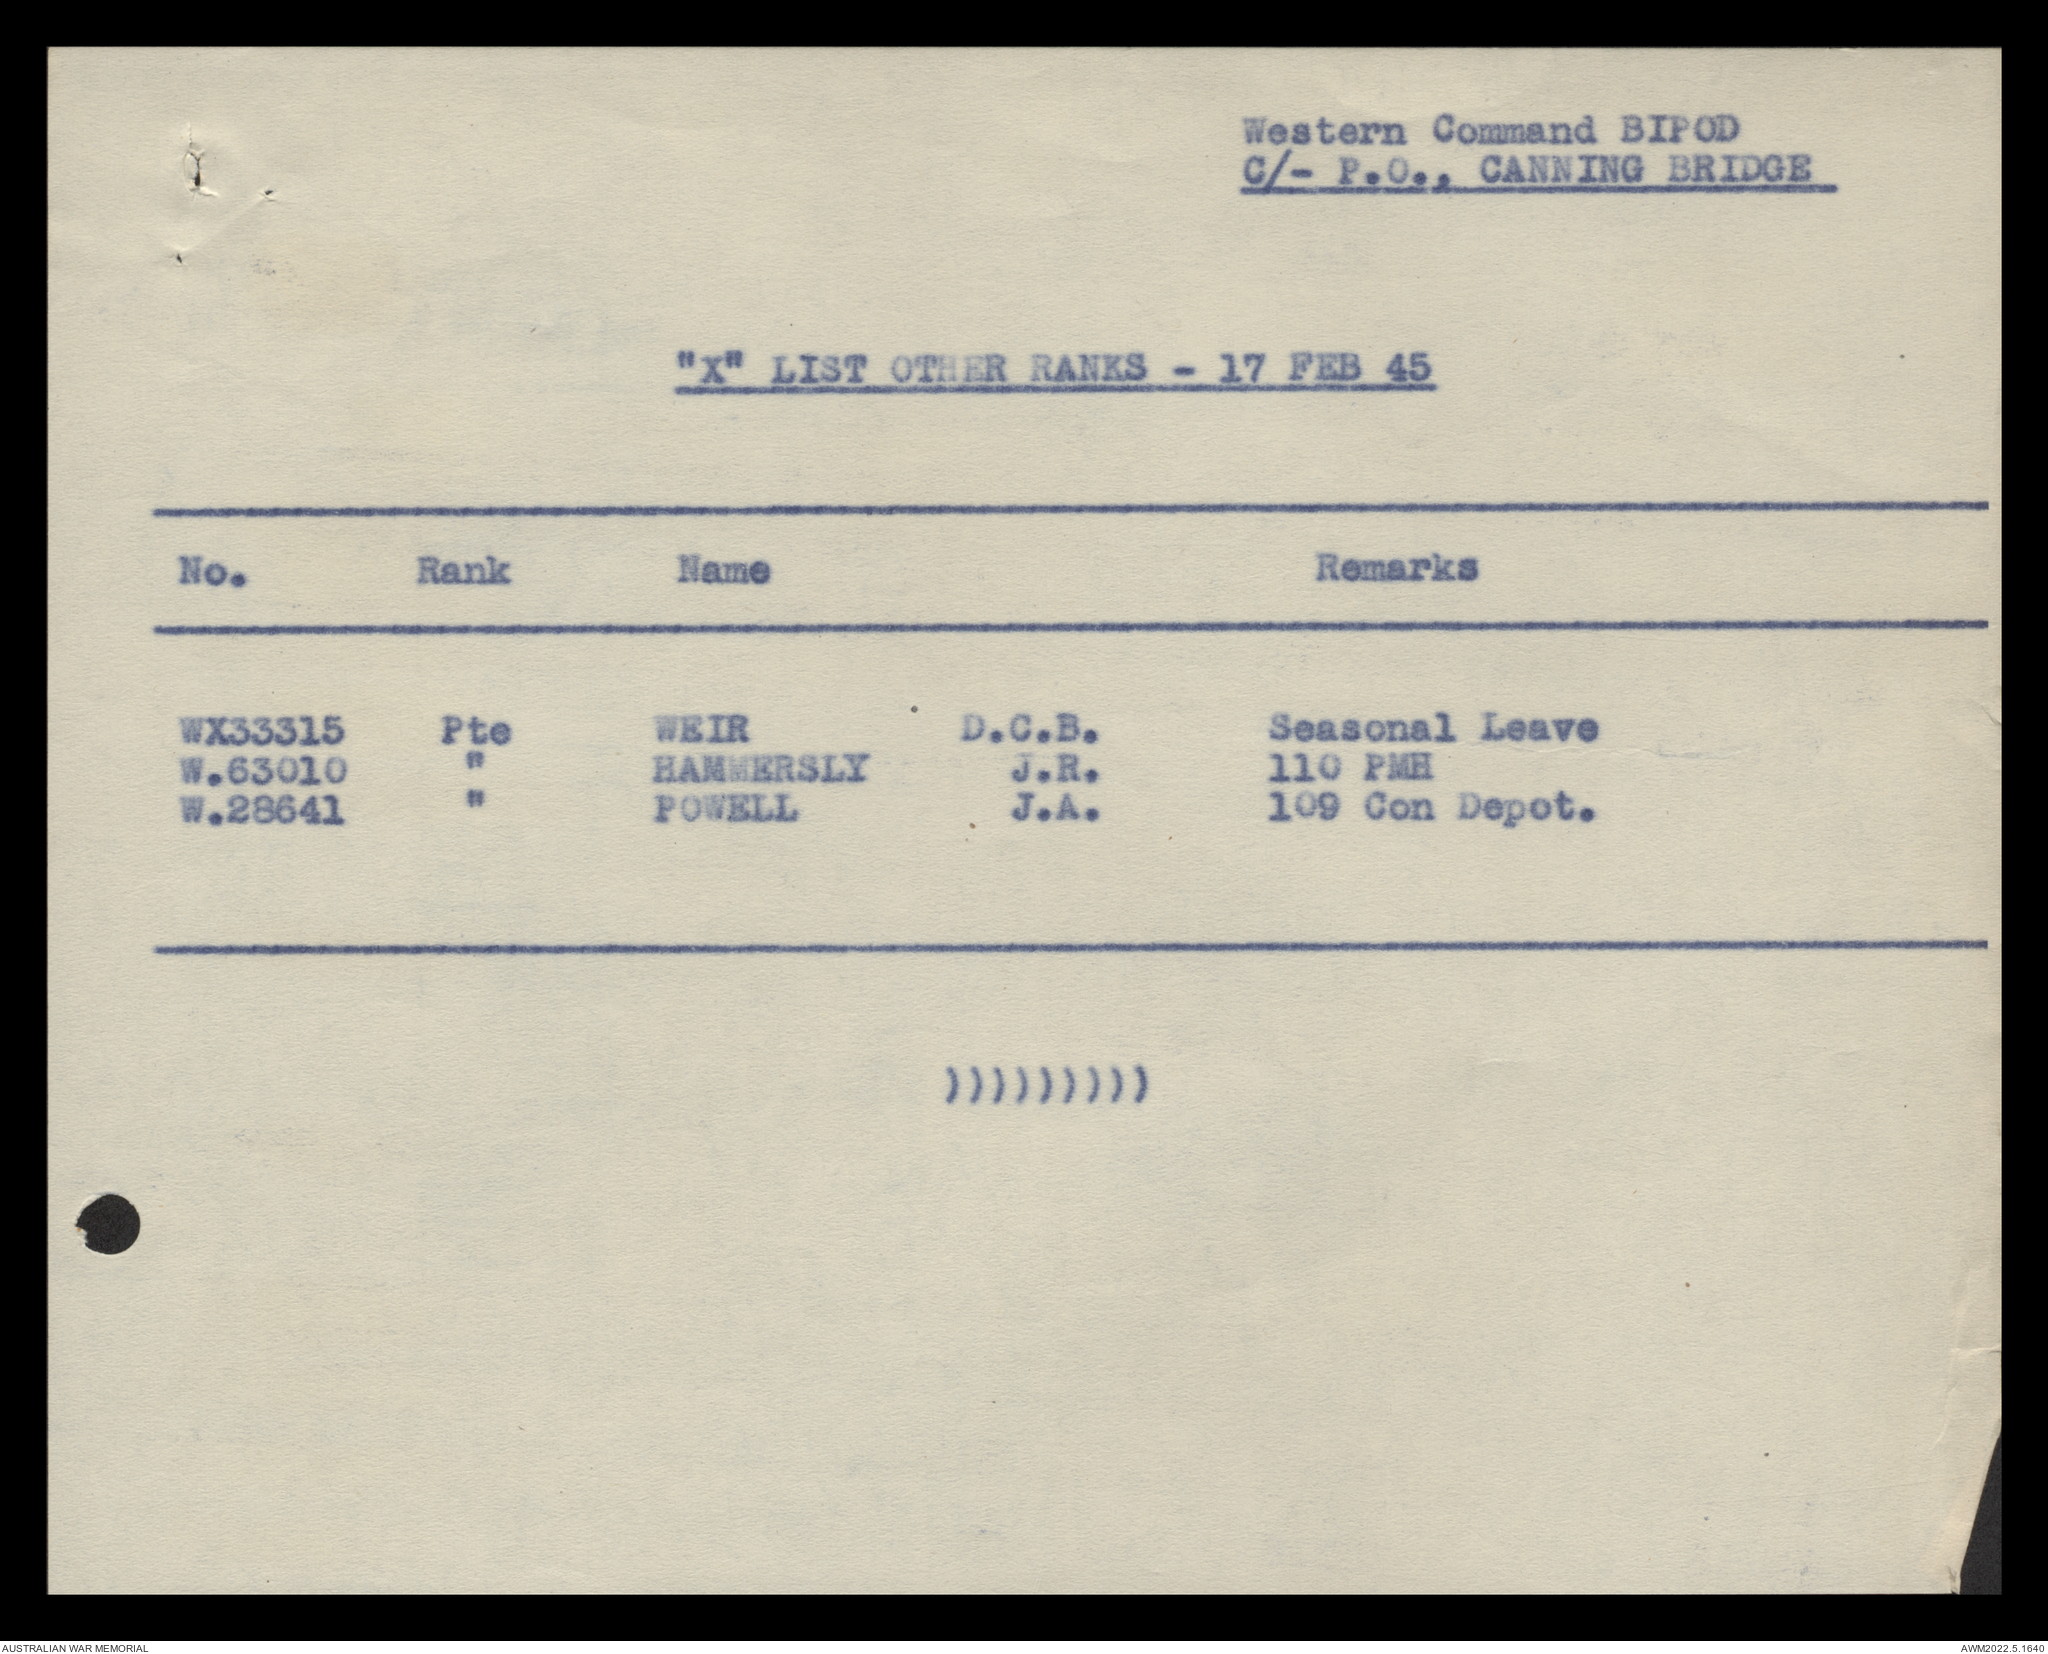 Western Command BIPOD
C/- P.O., CANNING BRIDGE
"X" LIST OTHER RANKS - 17 FEB 45
No. Rank Name Remarks
WX33315 Pte WEIR D.C.B. Seasonal Leave
W.63010 " HAMMERSLY J.R. 110 PMH
W.28641 " POWELL J.A. 109 Con Depot.
)))))))))
AUSTRALIAN WAR MEMORIAL AWM2022.5.1640